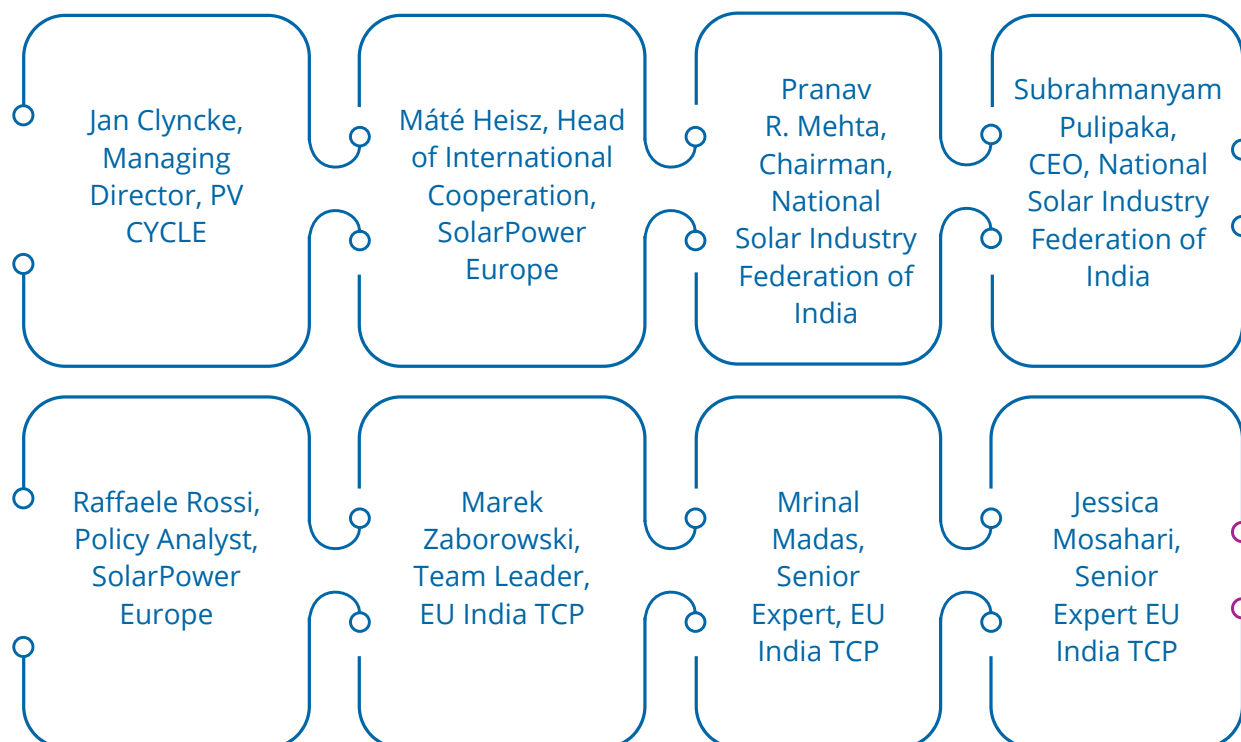 Jan Clyncke,
Managing
Director, PV
CYCLE
Máté Heisz, Head
of International
Cooperation,
SolarPower
Europe
Pranav
R. Mehta,
Chairman,
National
Solar Industry
Federation of
India
Subrahmanyam
Pulipaka,
CEO, National
Solar Industry
Federation of
India
Raffaele Rossi,
Policy Analyst,
SolarPower
Europe
Marek
Zaborowski,
Team Leader,
EU India TCP
Mrinal
Madas,
Senior
Expert, EU
India TCP
Jessica
Mosahari,
Senior
Expert EU
India TCP